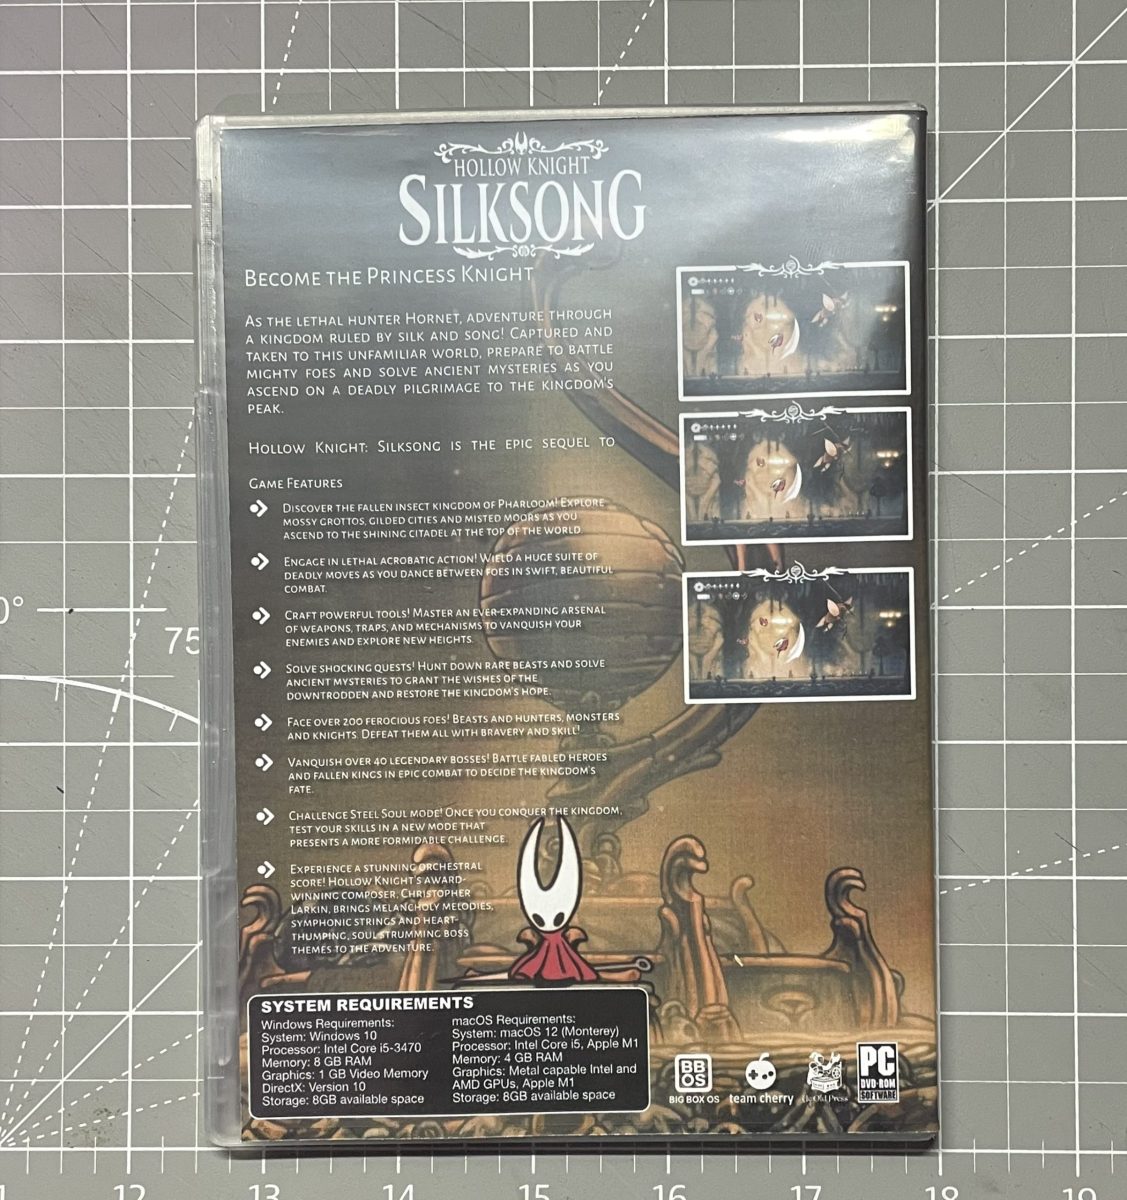 HOLLOW KNIGHT
SILKSONG
BECOME THE PRINCESS KNIGHT
AS THE LETHAL HUNTER HORNET, ADVENTURE THROUGH
A KINGDOM RULED BY SILK AND SONG! CAPTURED AND
TAKEN TO THIS UNFAMILIAR WORLD, PREPARE TO BATTLE
MIGHTY FOES AND SOLVE ANCIENT MYSTERIES AS YOU
ASCEND ON A DEADLY PILGRIMAGE TO THE KINGDOM'S
PEAK.
HOLLOW KNIGHT: SILKSONG IS THE EPIC SEQUEL TO
GAME FEATURES
DISCOVER THE FALLEN INSECT KINGDOM OF PHARLOOM! EXPLORE
MOSSY GROTTOS, GILDED CITIES AND MISTED MOORS AS YOU
ASCEND TO THE SHINING CITADEL AT THE TOP OF THE WORLD
ENGAGE IN LETHAL ACROBATIC ACTION! WIELD A HUGE SUITE OF
DEADLY MOVES AS YOU DANCE BETWEEN FOES IN SWIFT, BEAUTIFUL
COMBAT.
CRAFT POWERFUL TOOLS! MASTER AN EVER-EXPANDING ARSENAL
OF WEAPONS, TRAPS, AND MECHANISMS TO VANQUISH YOUR
ENEMIES AND EXPLORE NEW HEIGHTS.
SOLVE SHOCKING QUESTS! HUNT DOWN RARE BEASTS AND SOLVE
ANCIENT MYSTERIES TO GRANT THE WISHES OF THE
DOWNTRODDEN AND RESTORE THE KINGDOM'S HOPE.
FACE OVER 200 FEROCIOUS FOES! BEASTS AND HUNTERS, MONSTERS
AND KNIGHTS. DEFEAT THEM ALL WITH BRAVERY AND SKILL!
VANQUISH OVER 40 LEGENDARY BOSSES! BATTLE FABLED HEROES
AND FALLEN KINGS IN EPIC COMBAT TO DECIDE THE KINGDOM'S
FATE.
CHALLENGE STEEL SOUL MODE! ONCE YOU CONQUER THE KINGDOM,
TEST YOUR SKILLS IN A NEW MODE THAT
PRESENTS A MORE FORMIDABLE CHALLENGE.
EXPERIENCE A STUNNING ORCHESTRAL
SCORE! HOLLOW KNIGHT'S AWARD-
WINNING COMPOSER, CHRISTOPHER
LARKIN, BRINGS MELANCHOLY MELODIES,
SYMPHONIC STRINGS AND HEART-
THUMPING, SOUL STRUMMING BOSS
THEMES TO THE ADVENTURE.
SYSTEM REQUIREMENTS
Windows Requirements:
System: Windows 10
Processor: Intel Core i5-3470
Memory: 8 GB RAM
Graphics: 1 GB Video Memory
DirectX: Version 10
Storage: 8GB available space
macOS Requirements:
System: macOS 12 (Monterey)
Processor: Intel Core i5, Apple M1
Memory: 4 GB RAM
Graphics: Metal capable Intel and
AMD GPUs, Apple M1
Storage: 8GB available space
BB
OS
BIG BOX OS
team cherry
PC
DVD-ROM
SOFTWARE
0°
75
12
13
14
15
16
17
18
19